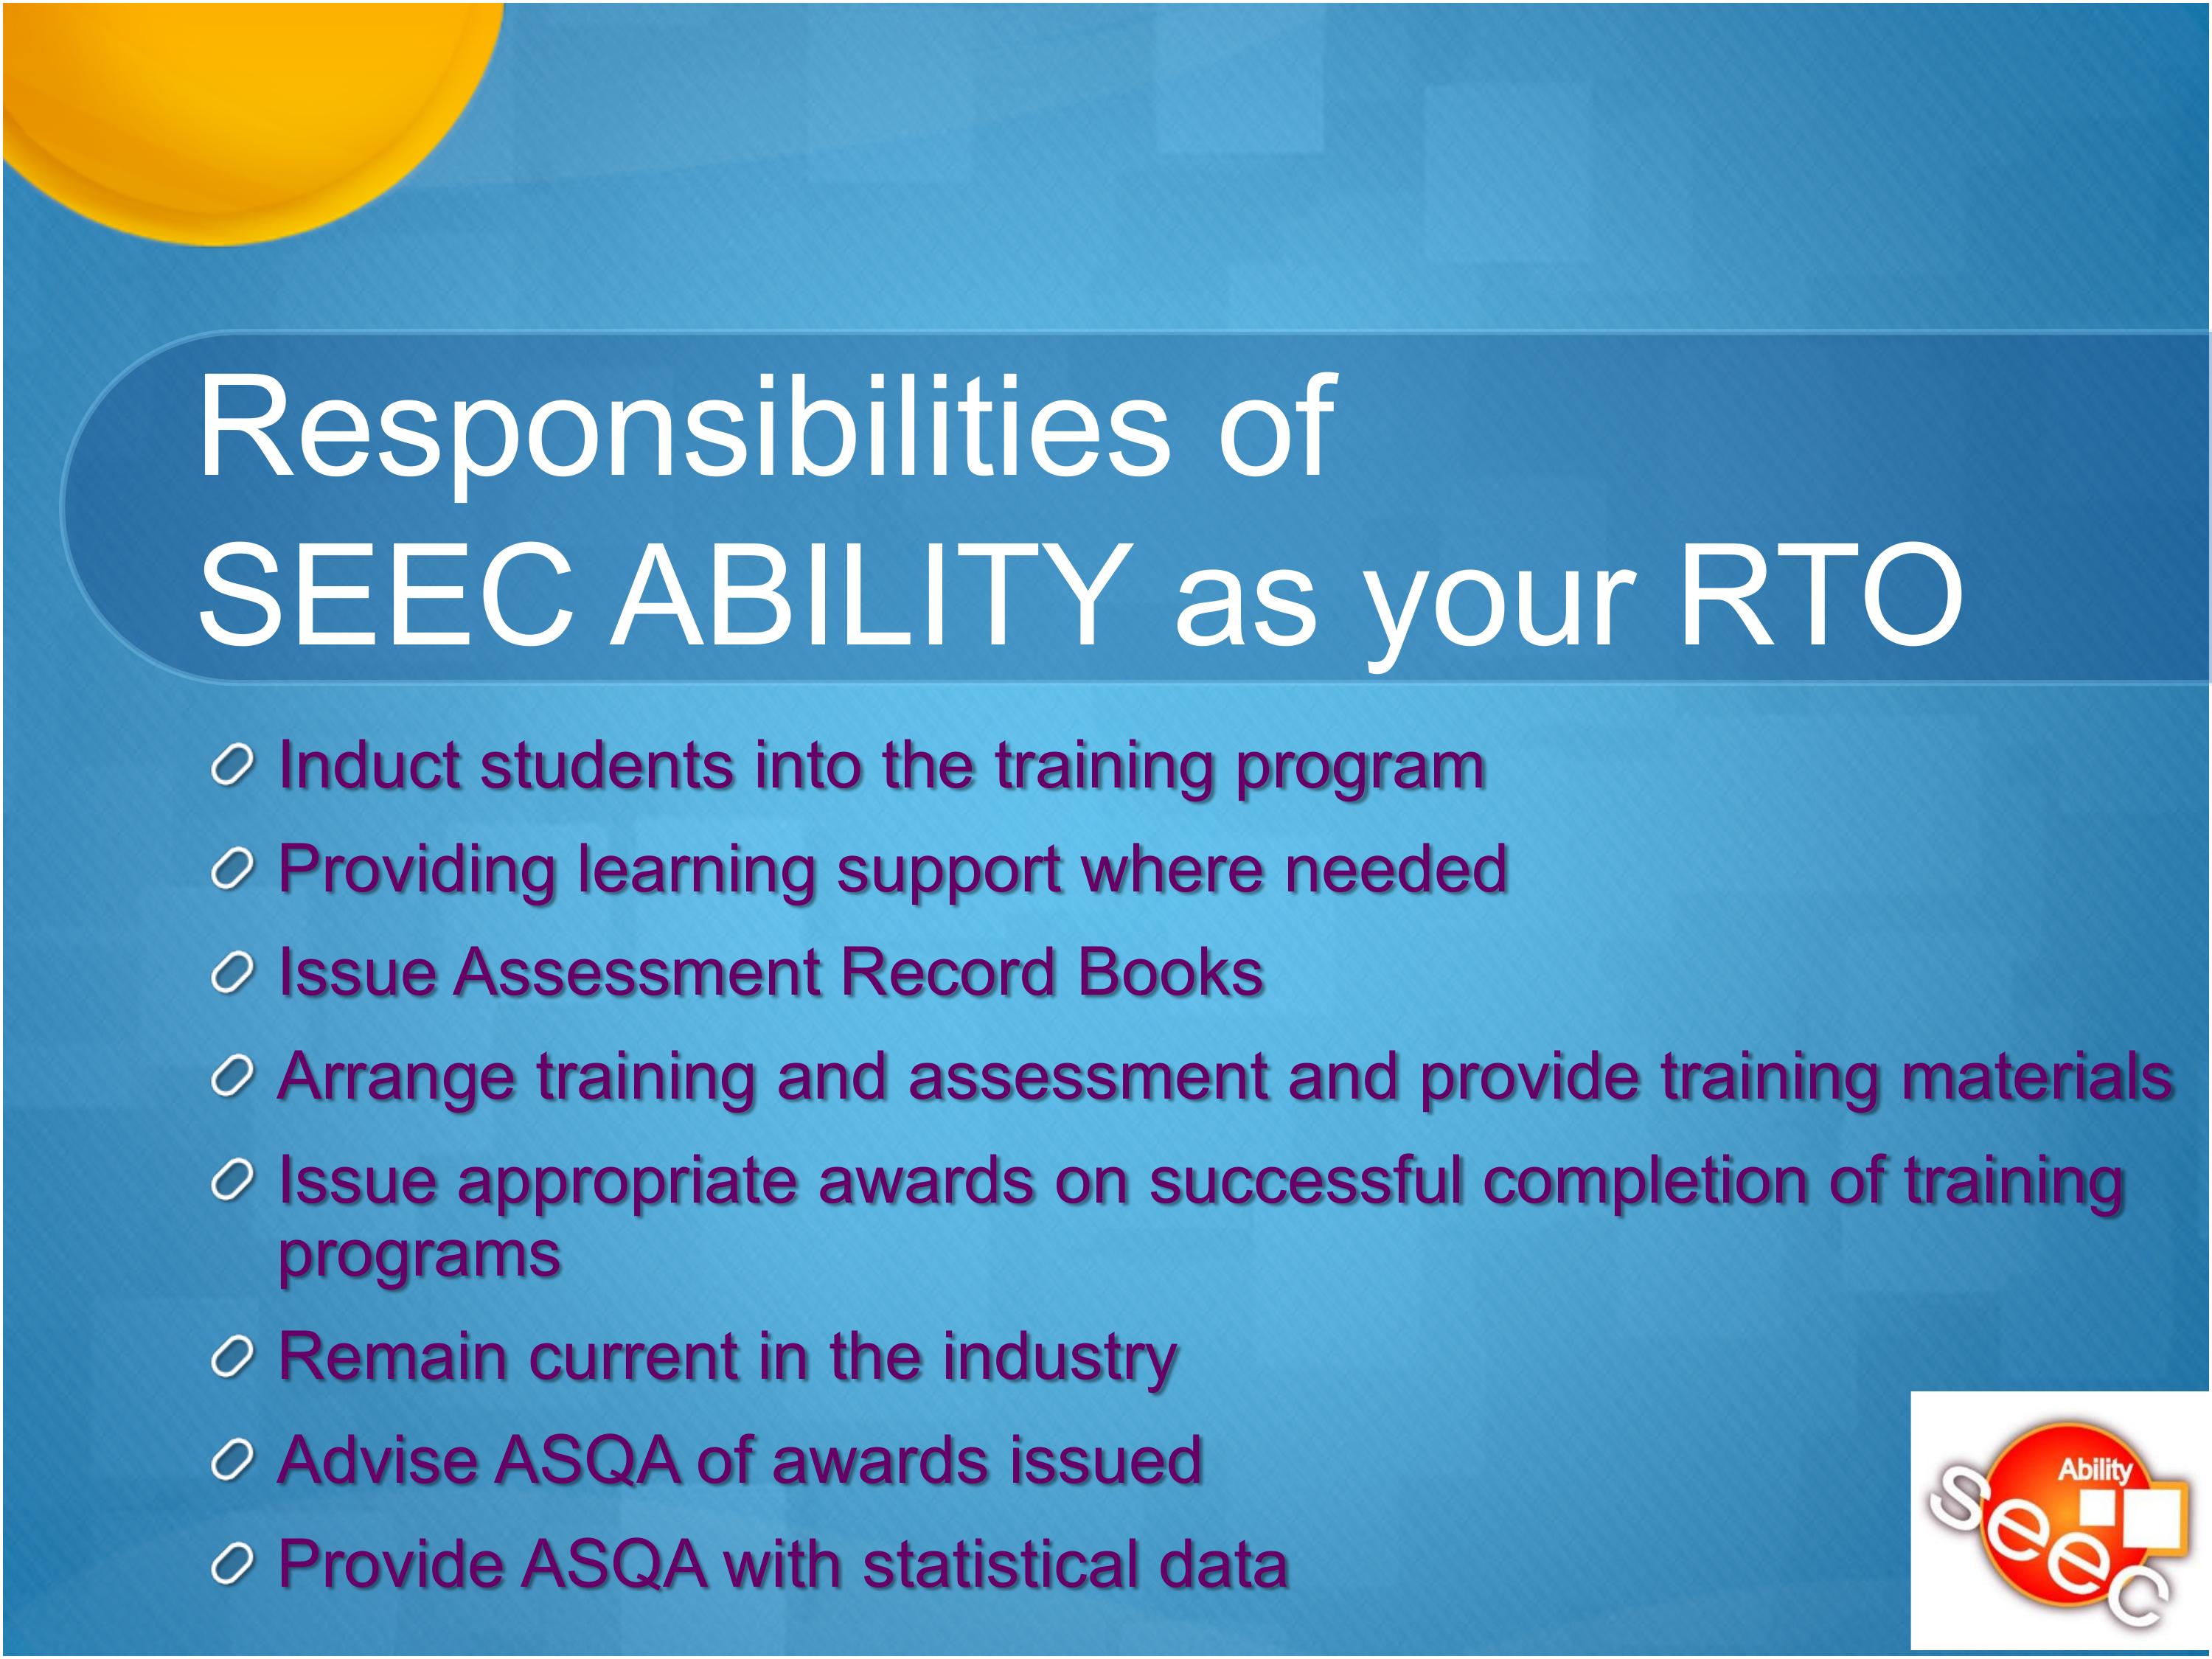 Responsibilities of
SEEC ABILITY as your RTO
Induct students into the training program
Providing learning support where needed
Issue Assessment Record Books
Arrange training and assessment and provide training materials
Issue appropriate awards on successful completion of training
programs
Remain current in the industry
Advise ASQA of awards issued
Provide ASQA with statistical data
Ability
seec